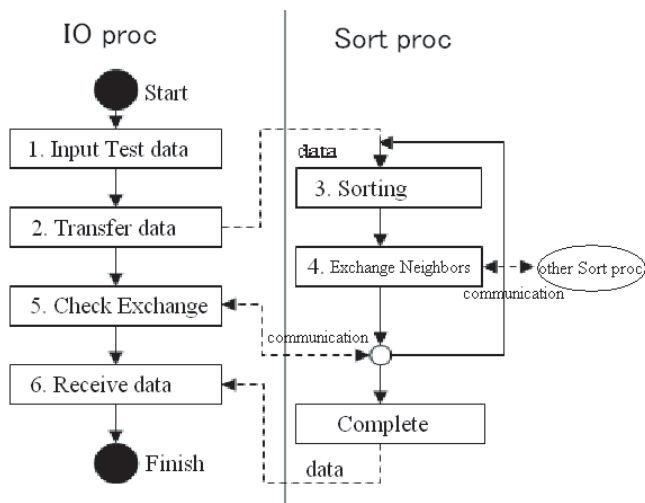 IO proc
Sort proc
Start
1. Input Test data
data
3. Sorting
2. Transfer data
4. Exchange Neighbors
other Sort proc
communication
5. Check Exchange
communication
6. Receive data
Complete
Finish
data